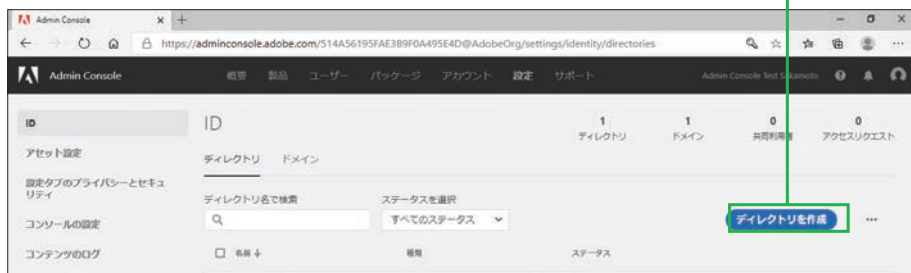 Admin Console
https://adminconsole.adobe.com/514A56195FAE3B9F0A495E4D@AdobeOrg/settings/identity/directories
Admin Console 概要 製品 ユーザー パッケージ アカウント 設定 サポート Admin Console Test Sakamoto
ID
アセット設定
設定タブのプライバシーとセキュリティ
コンソールの設定
コンテンツのログ
ID
1 ディレクトリ
1 ドメイン
0 共同利用者
0 アクセスリクエスト
ディレクトリ ドメイン
ディレクトリ名で検索 ステータスを選択
すべてのステータス
ディレクトリを作成
名前 ↓ 種類 ステータス